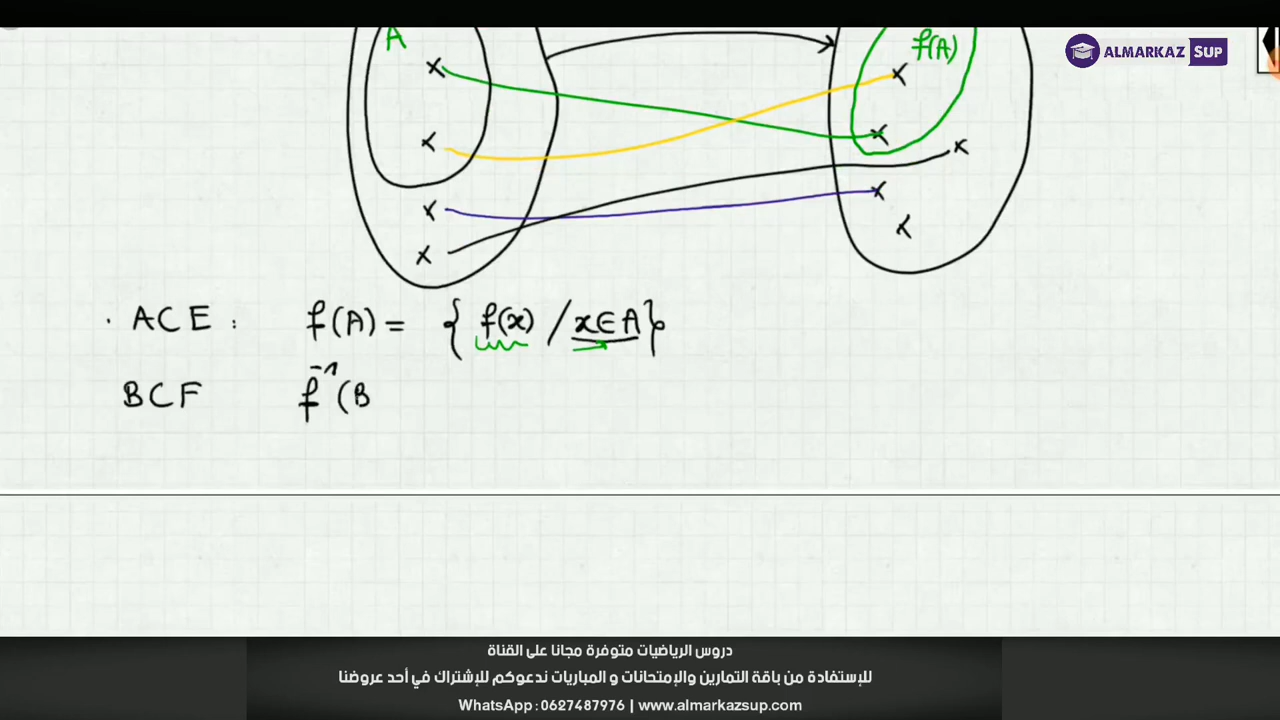 A
f(A)
ALMARKAZ SUP
. A⊂E : f(A) = { f(x) / x∈A}
B⊂F f⁻¹(B
دروس الرياضيات متوفرة مجانا على القناة
للإستفادة من باقة التمارين والإمتحانات و المباريات ندعوكم للإشتراك في أحد عروضنا
WhatsApp : 0627487976 | www.almarkazsup.com